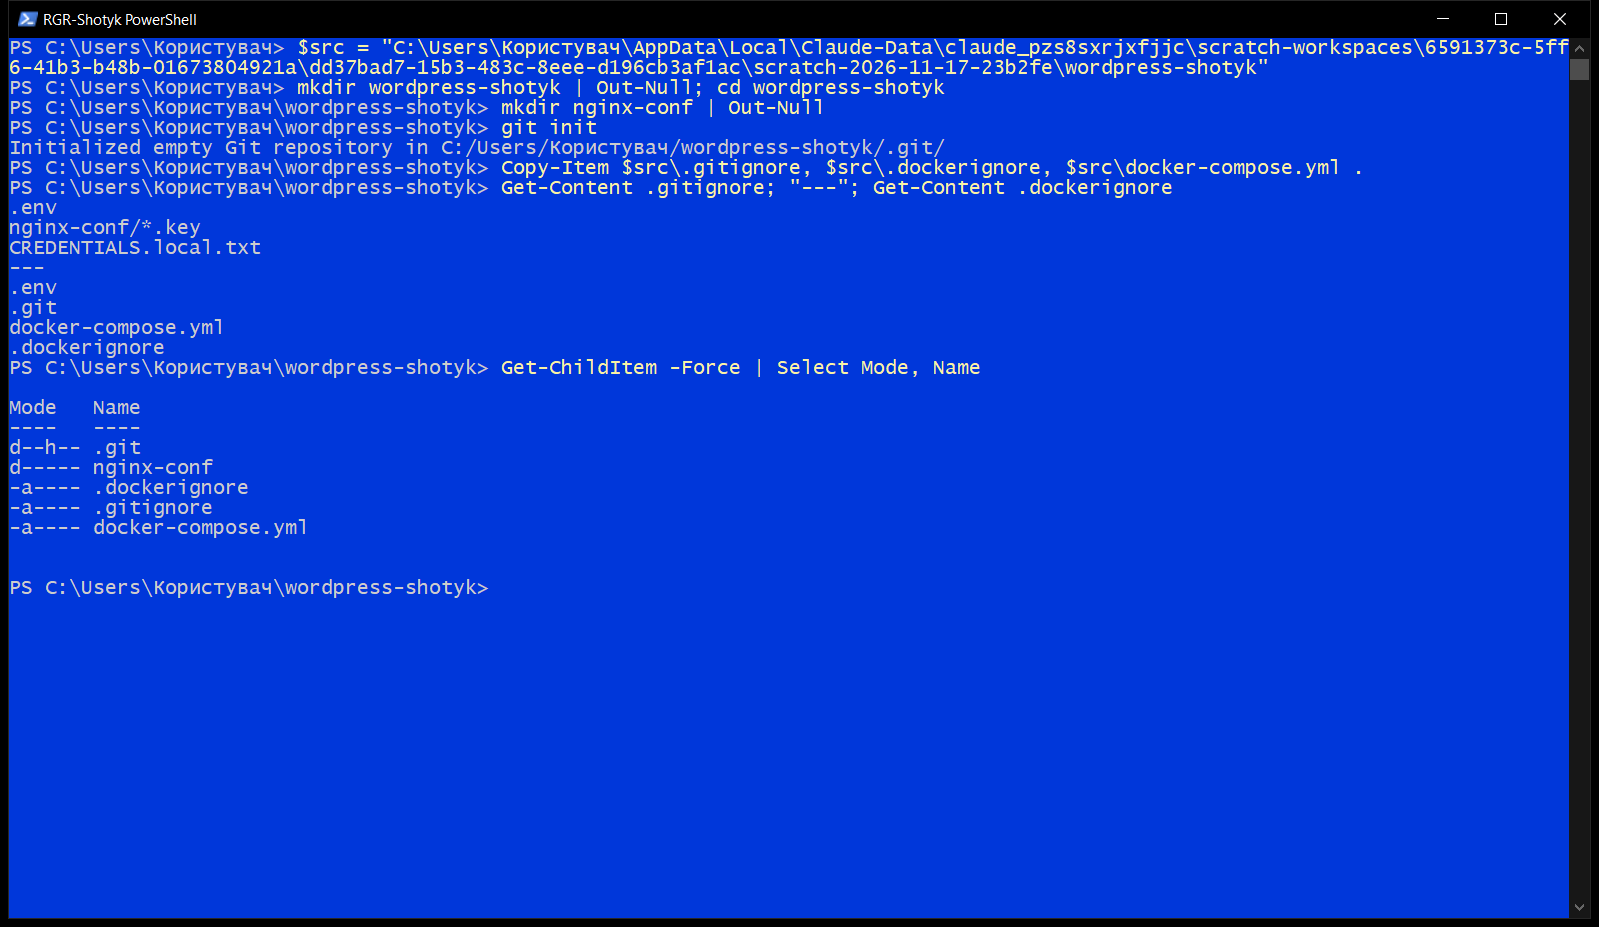 RGR-Shotyk PowerShell
PS C:\Users\Користувач> $src = "C:\Users\Користувач\AppData\Local\Claude-Data\claude_pzs8sxrjxfjjc\scratch-workspaces\6591373c-5ff
6-41b3-b48b-01673804921a\dd37bad7-15b3-483c-8eee-d196cb3af1ac\scratch-2026-11-17-23b2fe\wordpress-shotyk"
PS C:\Users\Користувач> mkdir wordpress-shotyk | Out-Null; cd wordpress-shotyk
PS C:\Users\Користувач\wordpress-shotyk> mkdir nginx-conf | Out-Null
PS C:\Users\Користувач\wordpress-shotyk> git init
Initialized empty Git repository in C:/Users/Користувач/wordpress-shotyk/.git/
PS C:\Users\Користувач\wordpress-shotyk> Copy-Item $src\.gitignore, $src\.dockerignore, $src\docker-compose.yml .
PS C:\Users\Користувач\wordpress-shotyk> Get-Content .gitignore; "---"; Get-Content .dockerignore
.env
nginx-conf/*.key
CREDENTIALS.local.txt
---
.env
.git
docker-compose.yml
.dockerignore
PS C:\Users\Користувач\wordpress-shotyk> Get-ChildItem -Force | Select Mode, Name
Mode   Name
----   ----
d--h-- .git
d----- nginx-conf
-a---- .dockerignore
-a---- .gitignore
-a---- docker-compose.yml
PS C:\Users\Користувач\wordpress-shotyk>